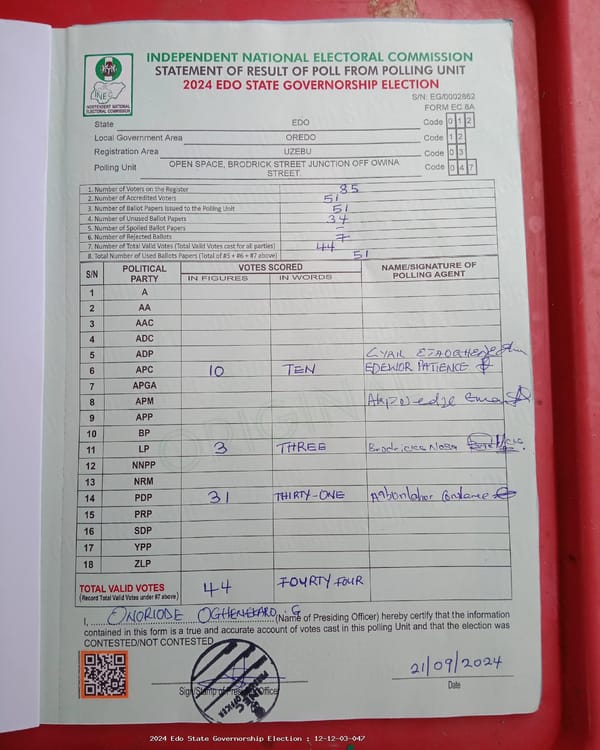 INDEPENDENT NATIONAL ELECTORAL COMMISSION
STATEMENT OF RESULT OF POLL FROM POLLING UNIT
2024 EDO STATE GOVERNORSHIP ELECTION
INEC
INDEPENDENT NATIONAL ELECTORAL COMMISSION
S/N: EG/0002862
FORM EC 8A
State EDO Code 0 1 2
Local Government Area OREDO Code 1 2
Registration Area UZEBU Code 0 3
Polling Unit OPEN SPACE, BRODRICK STREET JUNCTION OFF OWINA STREET. Code 0 4 7
1. Number of Voters on the Register 85
2. Number of Accredited Voters 51
3. Number of Ballot Papers Issued to the Polling Unit 51
4. Number of Unused Ballot Papers 34
5. Number of Spoiled Ballot Papers –
6. Number of Rejected Ballots 7
7. Number of Total Valid Votes (Total Valid Votes cast for all parties) 44
8. Total Number of Used Ballots Papers (Total of #5 + #6 + #7 above) 51
S/N POLITICAL PARTY VOTES SCORED NAME/SIGNATURE OF POLLING AGENT
IN FIGURES IN WORDS
1 A
2 AA
3 AAC
4 ADC
5 ADP
6 APC 10 TEN EDEWOR PATIENCE
7 APGA
8 APM
9 APP
10 BP
11 LP 3 THREE
12 NNPP
13 NRM
14 PDP 31 THIRTY-ONE
15 PRP
16 SDP
17 YPP
18 ZLP
TOTAL VALID VOTES 44 FOURTY FOUR
(Record Total Valid Votes under #7 above)
I, ONORIODE OGHENEKARO, G (Name of Presiding Officer) hereby certify that the information
contained in this form is a true and accurate account of votes cast in this polling Unit and that the election was
CONTESTED/NOT CONTESTED
Sign/Stamp of Presiding Officer
21/09/2024
Date
2024 Edo State Governorship Election : 12-12-03-047